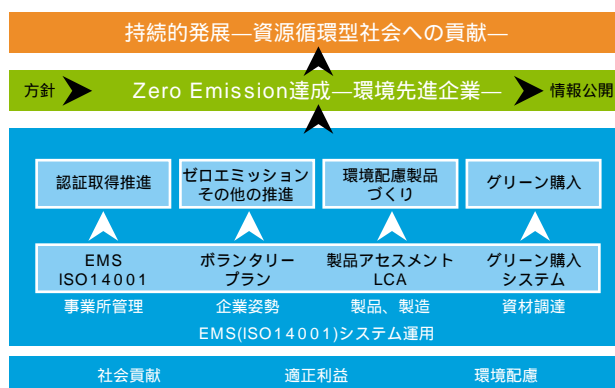 持続的発展―資源循環型社会への貢献―
方針 Zero Emission達成―環境先進企業― 情報公開
認証取得推進 ゼロエミッション 環境配慮製品 グリーン購入
その他の推進 づくり
EMS ボランタリー 製品アセスメント グリーン購入
ISO14001 プラン LCA システム
事業所管理 企業姿勢 製品、製造 資材調達
EMS(ISO14001)システム運用
社会貢献 適正利益 環境配慮